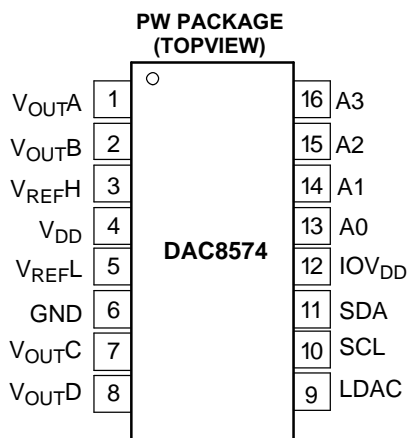 PW PACKAGE
(TOPVIEW)
VOUTA 1 16 A3
VOUTB 2 15 A2
VREFH 3 14 A1
VDD 4 13 A0
DAC8574
VREFL 5 12 IOVDD
GND 6 11 SDA
VOUTC 7 10 SCL
VOUTD 8 9 LDAC